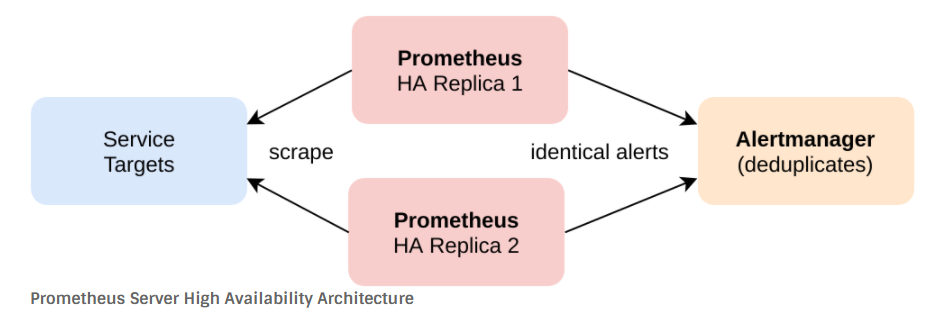 Prometheus
HA Replica 1
Service
Targets
scrape
identical alerts
Alertmanager
(deduplicates)
Prometheus
HA Replica 2
Prometheus Server High Availability Architecture